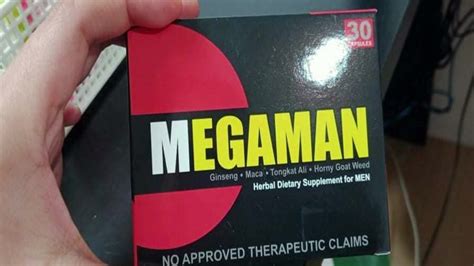 30
CAPSULES
MEGAMAN
Ginseng • Maca • Tongkat Ali • Horny Goat Weed
Herbal Dietary Supplement for MEN
NO APPROVED THERAPEUTIC CLAIMS